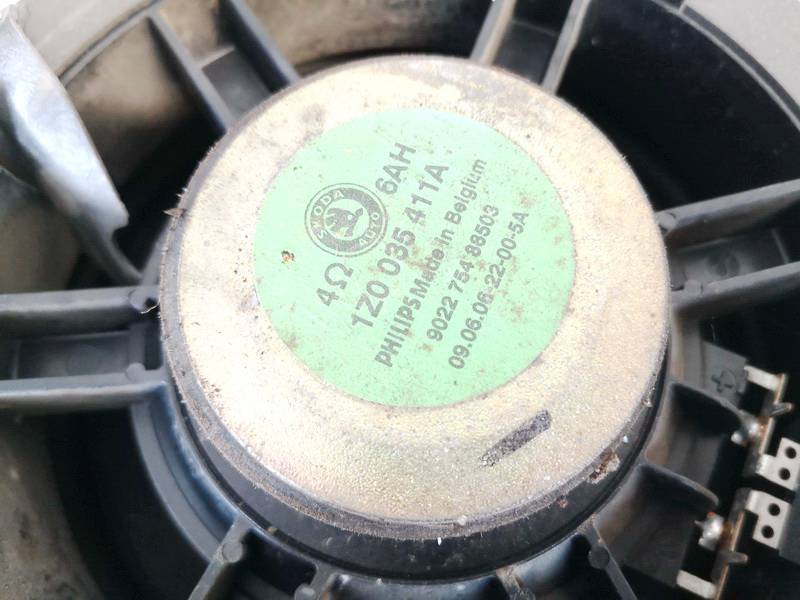 SKODA AUTO
4Ω 6AH
1Z0 035 411A
PHILIPS Made in Belgium
9022 754 88503
09.06.06-22-00-5A
+